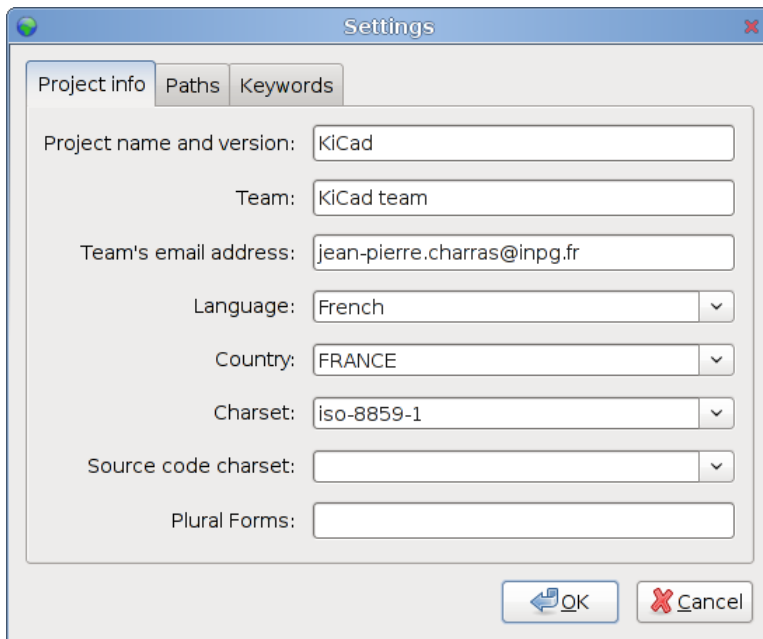 Settings
Project info Paths Keywords
Project name and version: KiCad
Team: KiCad team
Team's email address: jean-pierre.charras@inpg.fr
Language: French
Country: FRANCE
Charset: iso-8859-1
Source code charset:
Plural Forms:
OK Cancel